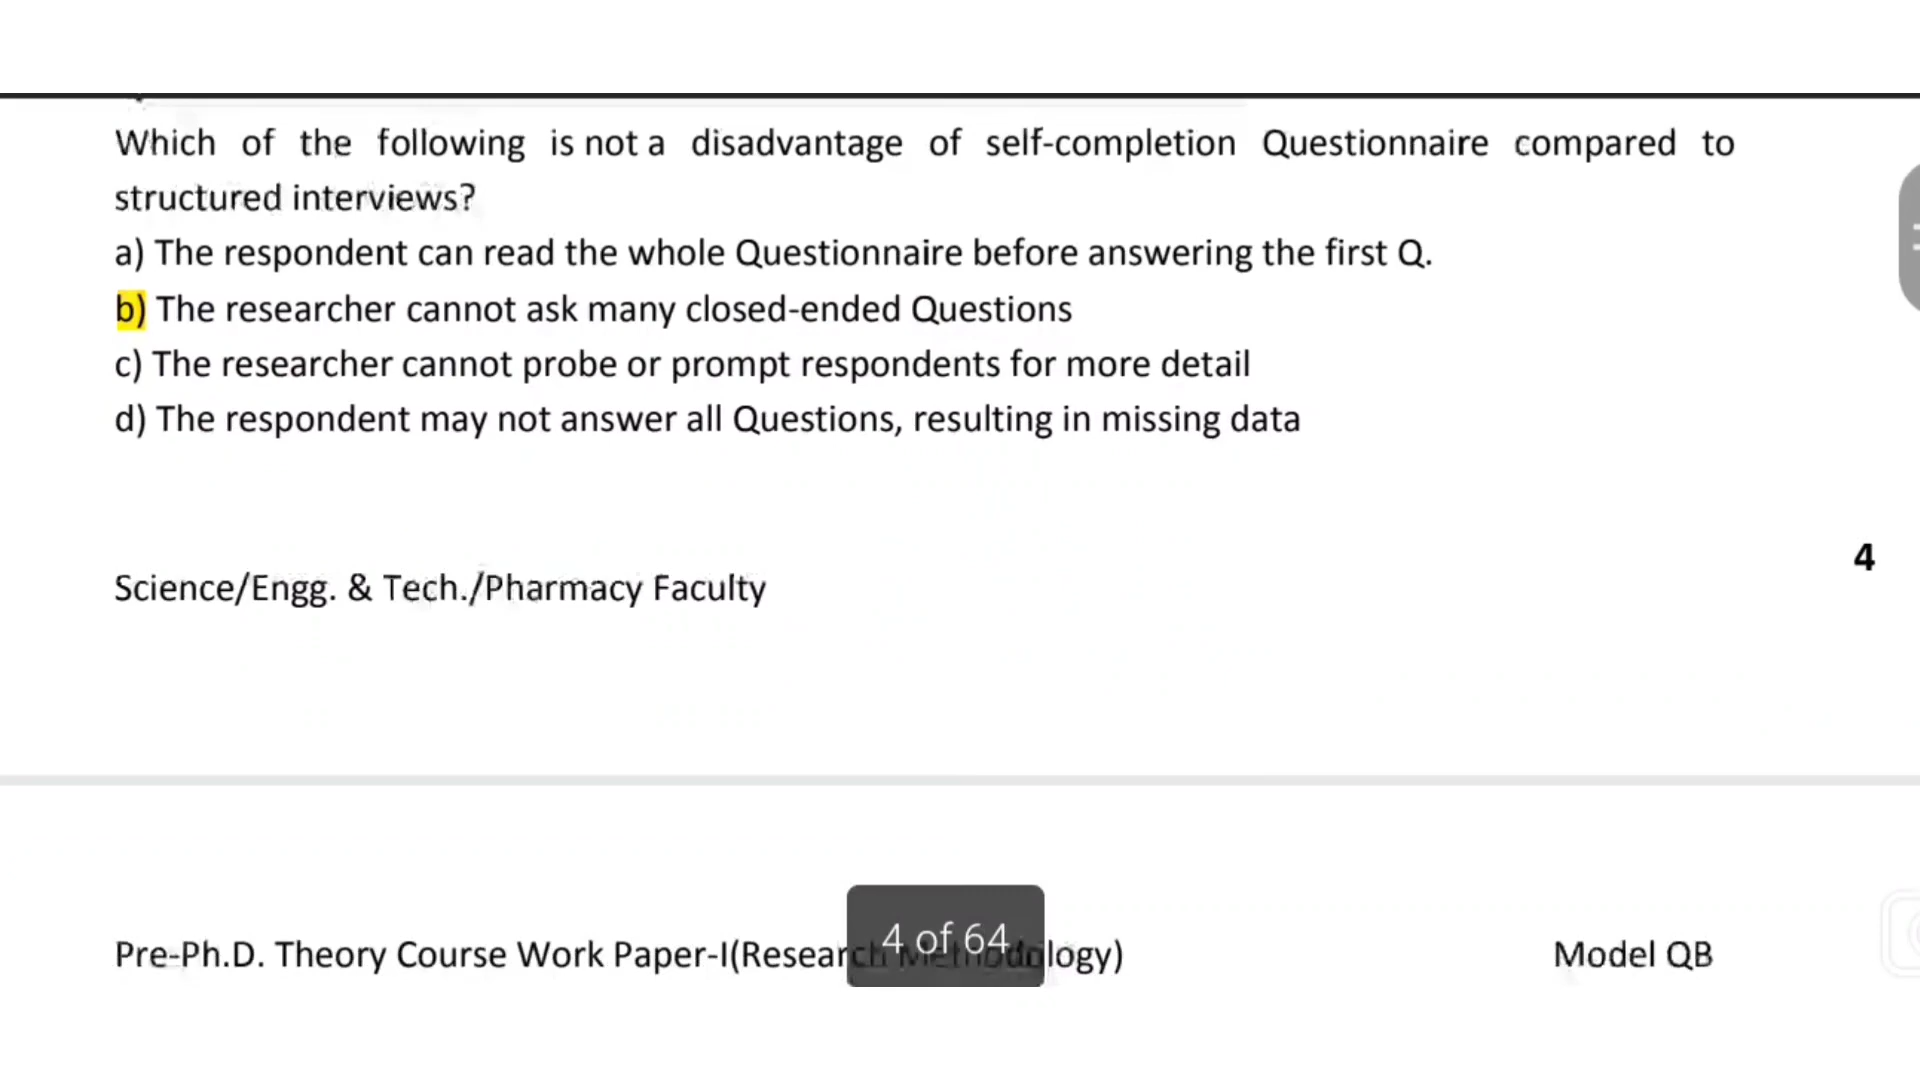 Which of the following is not a disadvantage of self-completion Questionnaire compared to
structured interviews?
a) The respondent can read the whole Questionnaire before answering the first Q.
b) The researcher cannot ask many closed-ended Questions
c) The researcher cannot probe or prompt respondents for more detail
d) The respondent may not answer all Questions, resulting in missing data
4
Science/Engg. & Tech./Pharmacy Faculty
4 of 64
Pre-Ph.D. Theory Course Work Paper-I(Research Methodology) Model QB